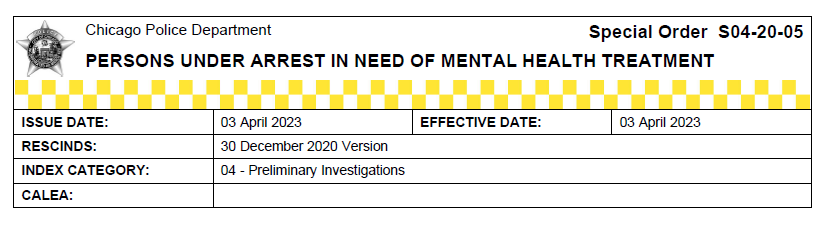 Chicago Police Department
Special Order S04-20-05
PERSONS UNDER ARREST IN NEED OF MENTAL HEALTH TREATMENT
ISSUE DATE: 03 April 2023 EFFECTIVE DATE: 03 April 2023
RESCINDS: 30 December 2020 Version
INDEX CATEGORY: 04 - Preliminary Investigations
CALEA: